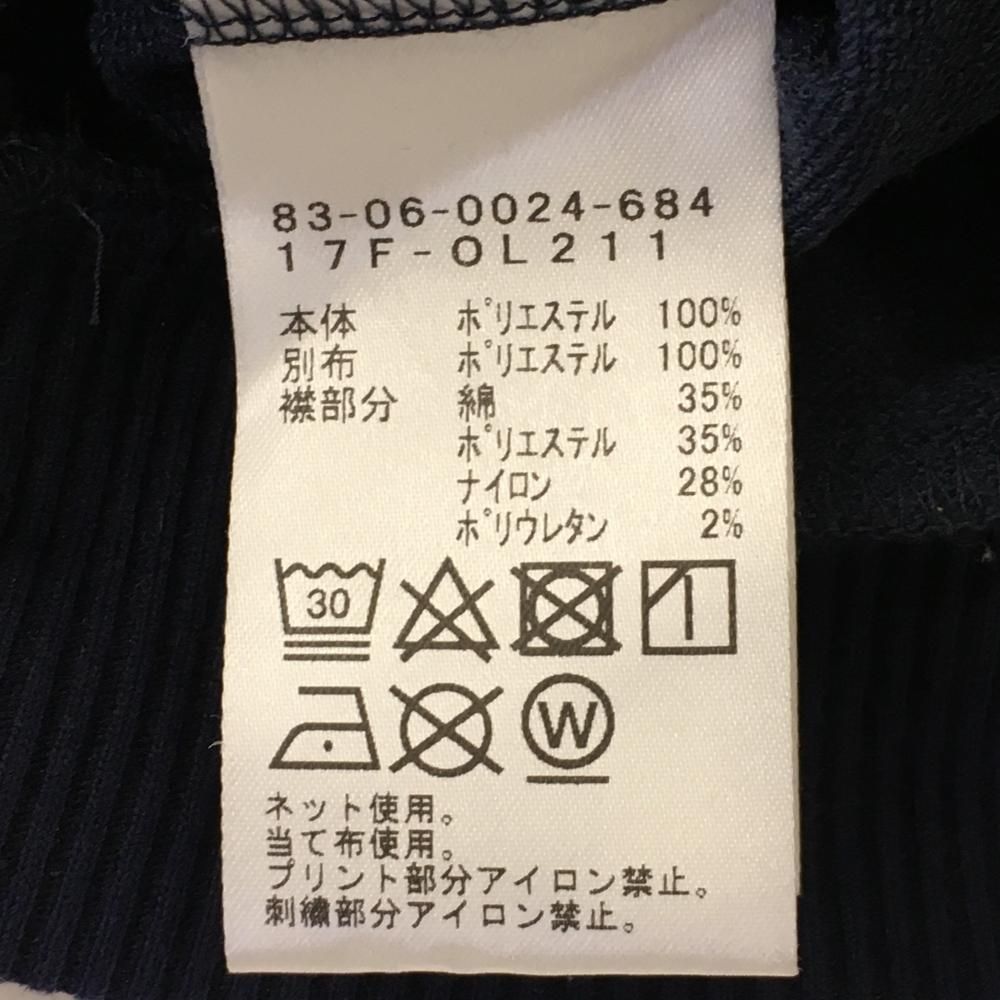 83-06-0024-684
17F-OL211
本体 ポリエステル 100%
別布 ポリエステル 100%
襟部分 綿 35%
ポリエステル 35%
ナイロン 28%
ポリウレタン 2%
30
W
ネット使用。
当て布使用。
プリント部分アイロン禁止。
刺繍部分アイロン禁止。